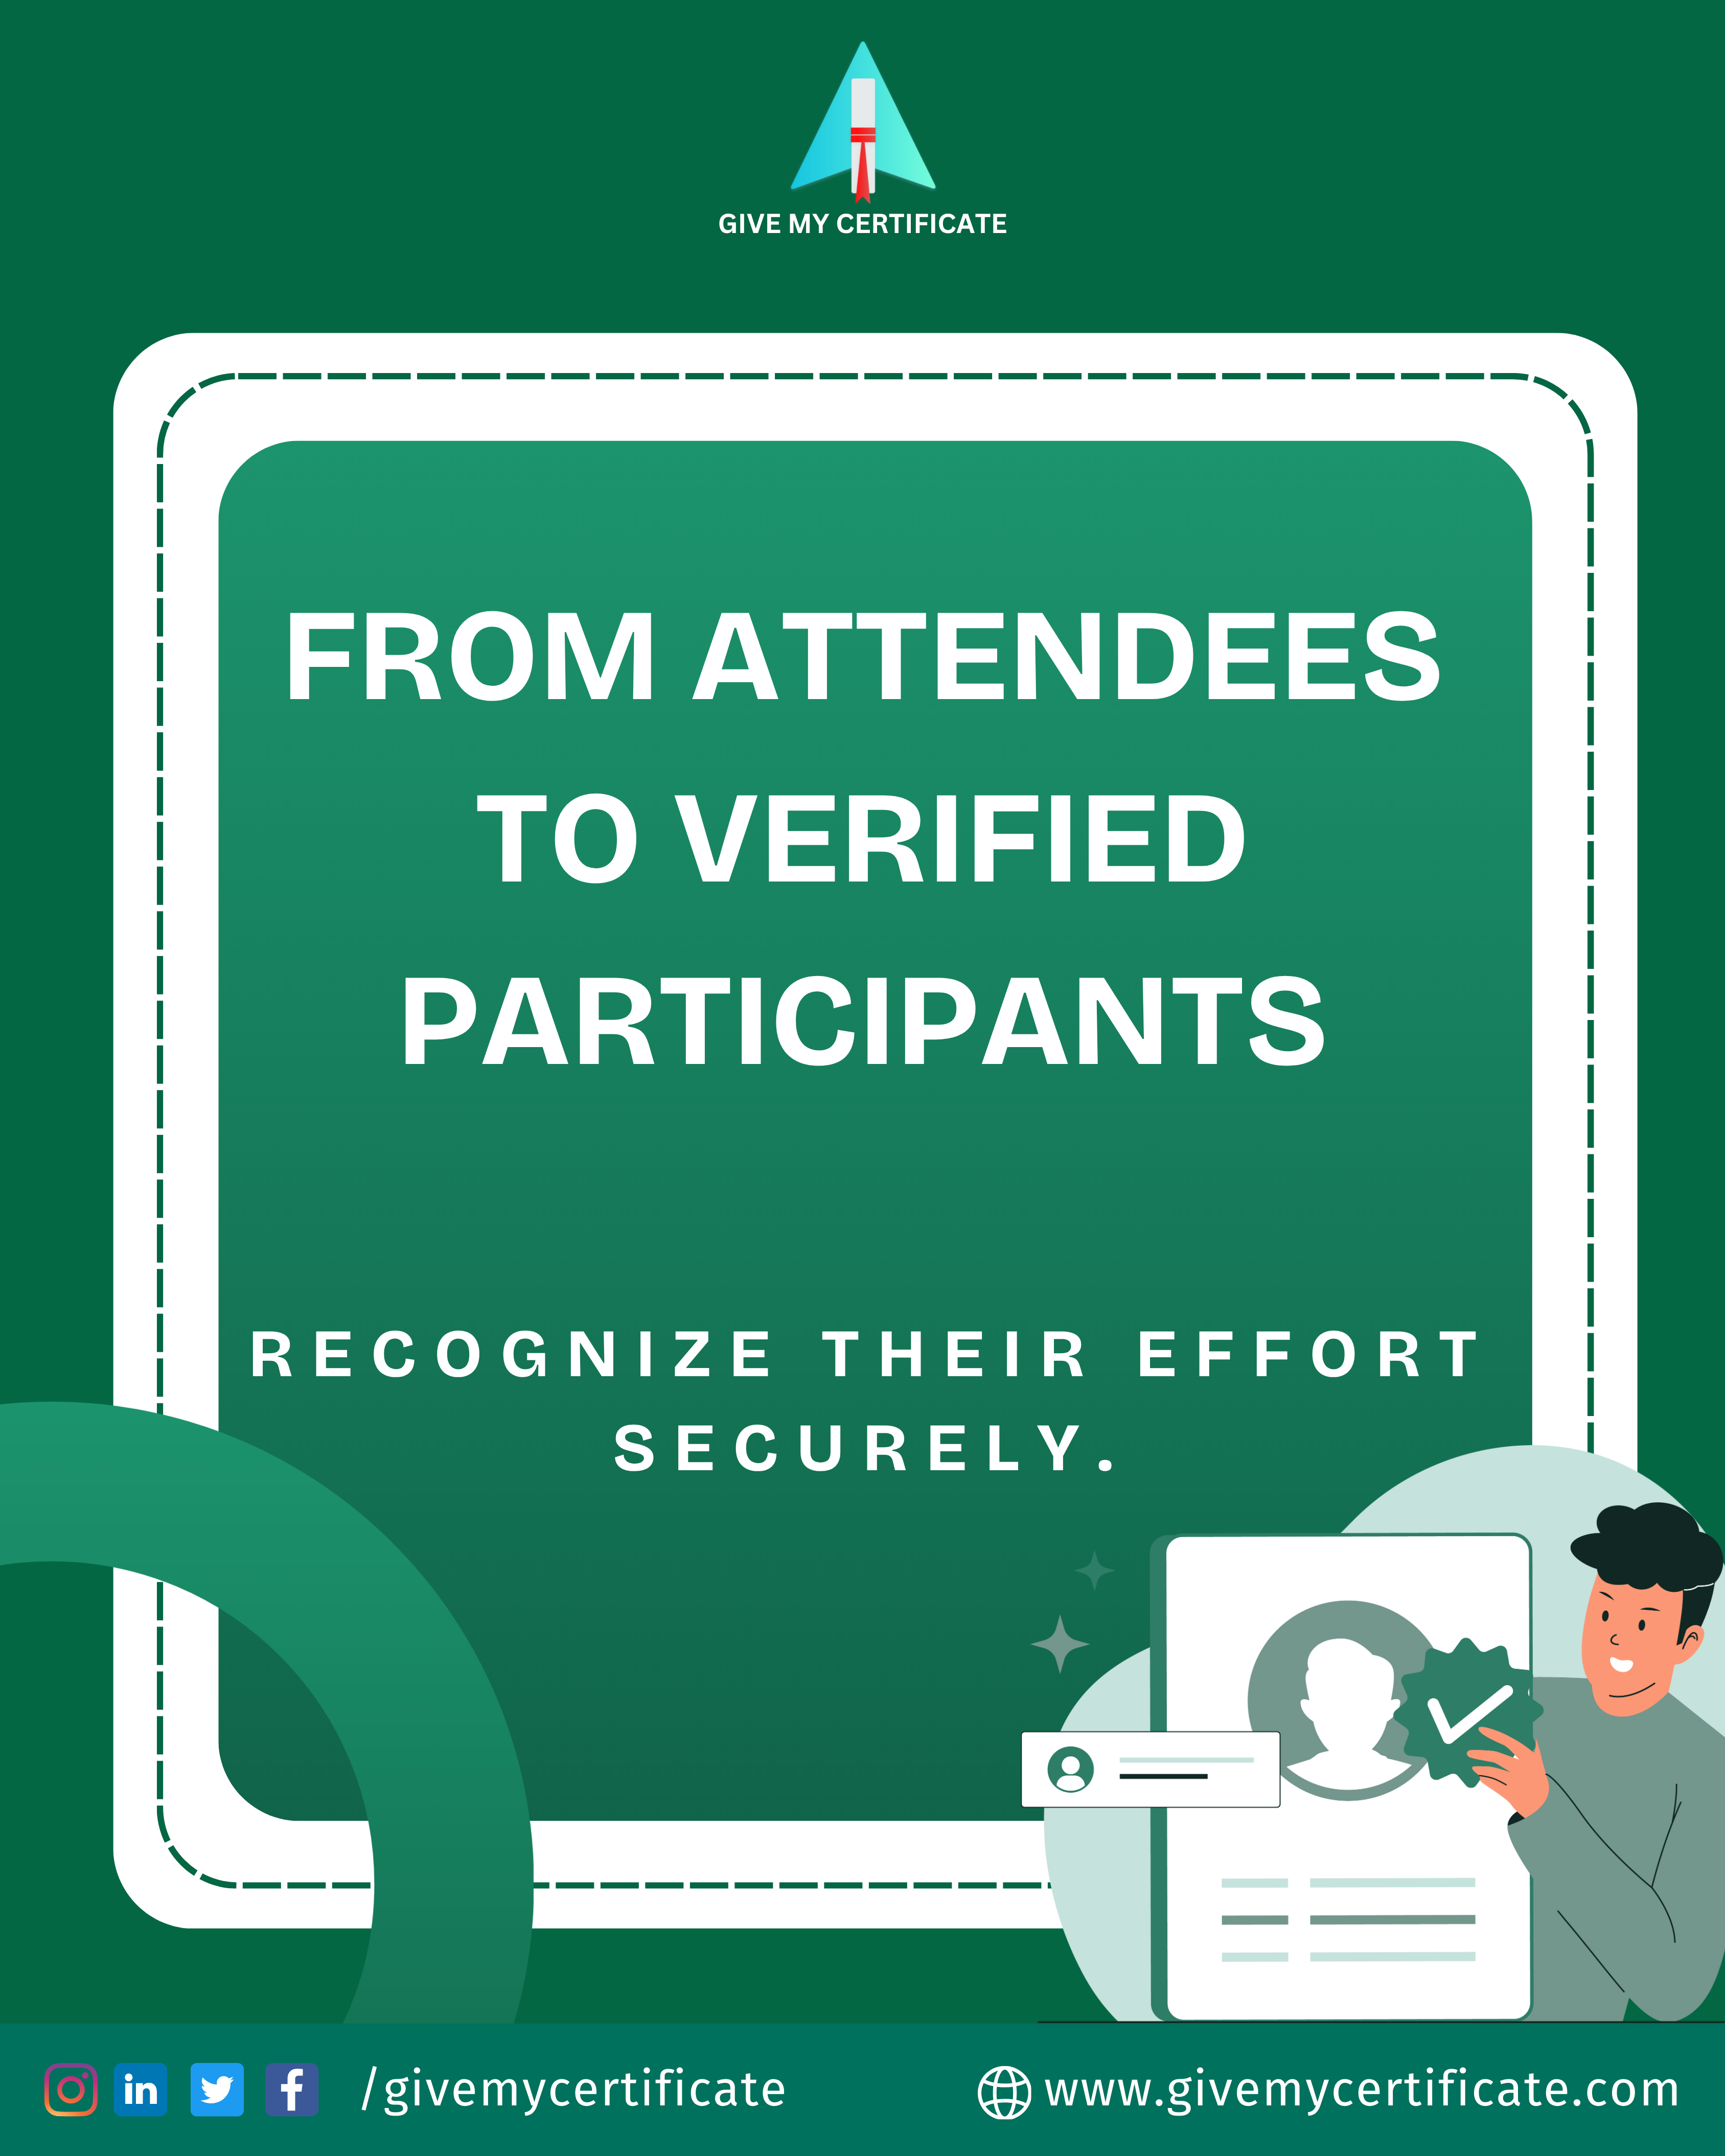 GIVE MY CERTIFICATE
FROM ATTENDEES
TO VERIFIED
PARTICIPANTS
RECOGNIZE THEIR EFFORT
SECURELY.
in
f
/givemycertificate
www.givemycertificate.com